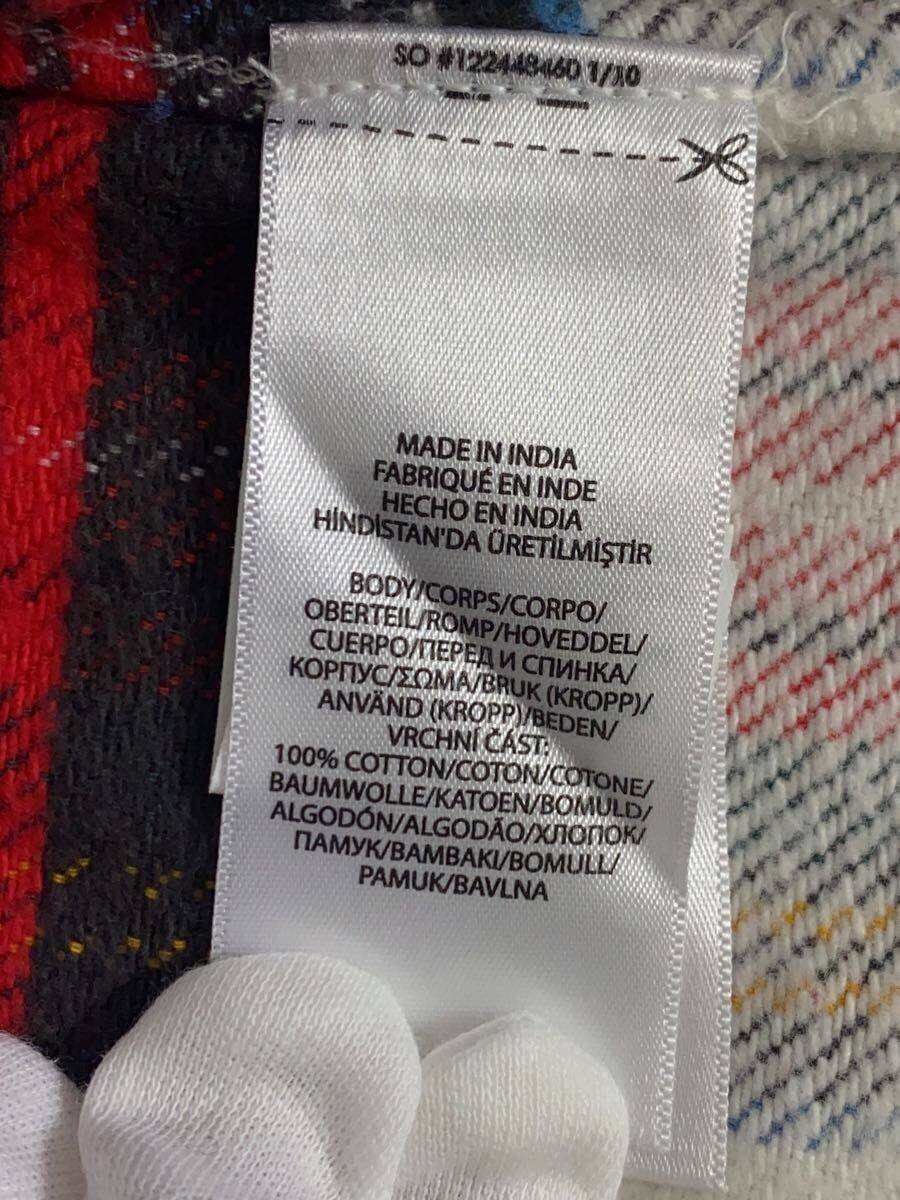 SO #122448460 1/10
MADE IN INDIA
FABRIQUÉ EN INDE
HECHO EN INDIA
HİNDİSTAN'DA ÜRETİLMİŞTİR
BODY/CORPS/CORPO/
OBERTEIL/ROMP/HOVEDDEL/
CUERPO/ПЕРЕД И СПИНКА/
КОРПУС/ΣΩΜΑ/BRUK (KROPP)/
ANVÄND (KROPP)/BEDEN/
VRCHNÍ ČÁST:
100% COTTON/COTON/COTONE/
BAUMWOLLE/KATOEN/BOMULD/
ALGODÓN/ALGODÃO/ХЛОПОК/
ПАМУК/ΒΑΜΒΑΚΙ/BOMULL/
PAMUK/BAVLNA